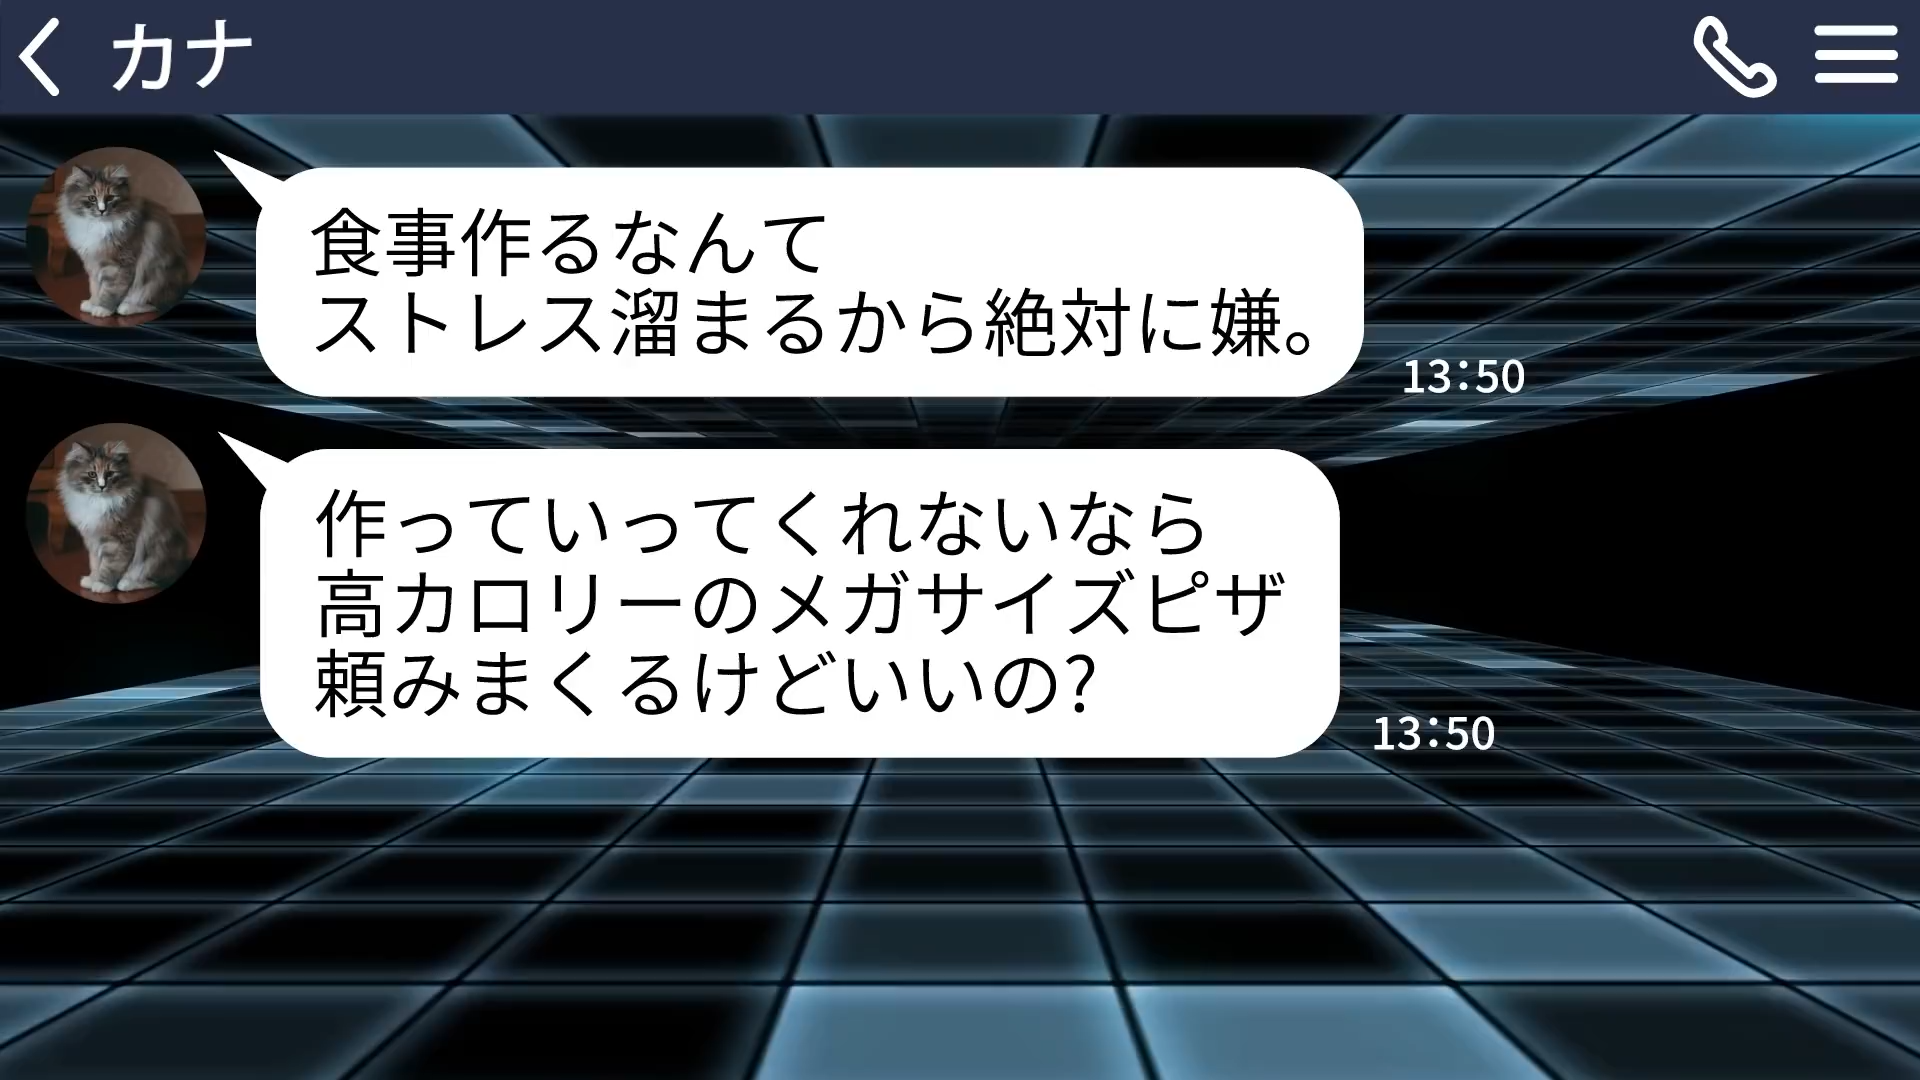 カナ
食事作るなんて
ストレス溜まるから絶対に嫌。
13:50
作っていってくれないなら
高カロリーのメガサイズピザ
頼みまくるけどいいの?
13:50